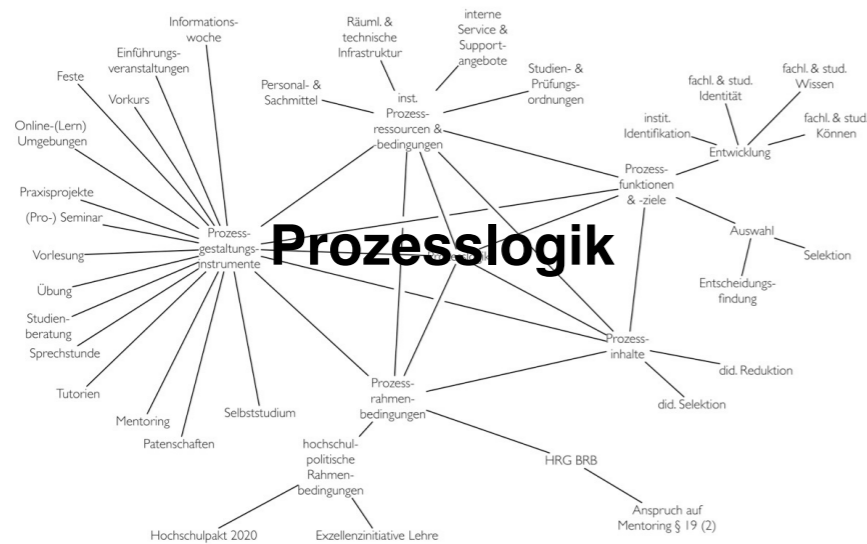 Informations-
woche
Räuml. &
technische
Infrastruktur
interne
Service &
Support-
angebote
Einführungs-
veranstaltungen
Feste
Vorkurs
Personal- &
Sachmittel
inst.
Prozess-
ressourcen &
bedingungen
Studien- &
Prüfungs-
ordnungen
fachl. & stud.
Identität
fachl. & stud.
Wissen
instit.
Identifikation
fachl. & stud.
Können
Entwicklung
Online-(Lern)
Umgebungen
Praxisprojekte
(Pro-) Seminar
Prozess-
gestaltungs-
instrumente
Prozesslogik
Prozess-
funktionen
& -ziele
Auswahl
Selektion
Entscheidungs-
findung
Vorlesung
Übung
Studien-
beratung
Sprechstunde
Tutorien
Mentoring
Patenschaften
Selbststudium
Prozess-
rahmen-
bedingungen
Prozess-
inhalte
did. Reduktion
did. Selektion
hochschul-
politische
Rahmen-
bedingungen
HRG BRB
Anspruch auf
Mentoring § 19 (2)
Hochschulpakt 2020
Exzellenzinitiative Lehre